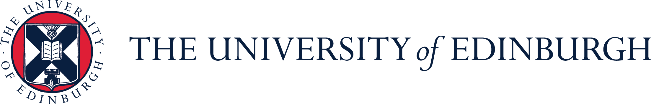 THE UNIVERSITY OF EDINBURGH
THE UNIVERSITY of EDINBURGH